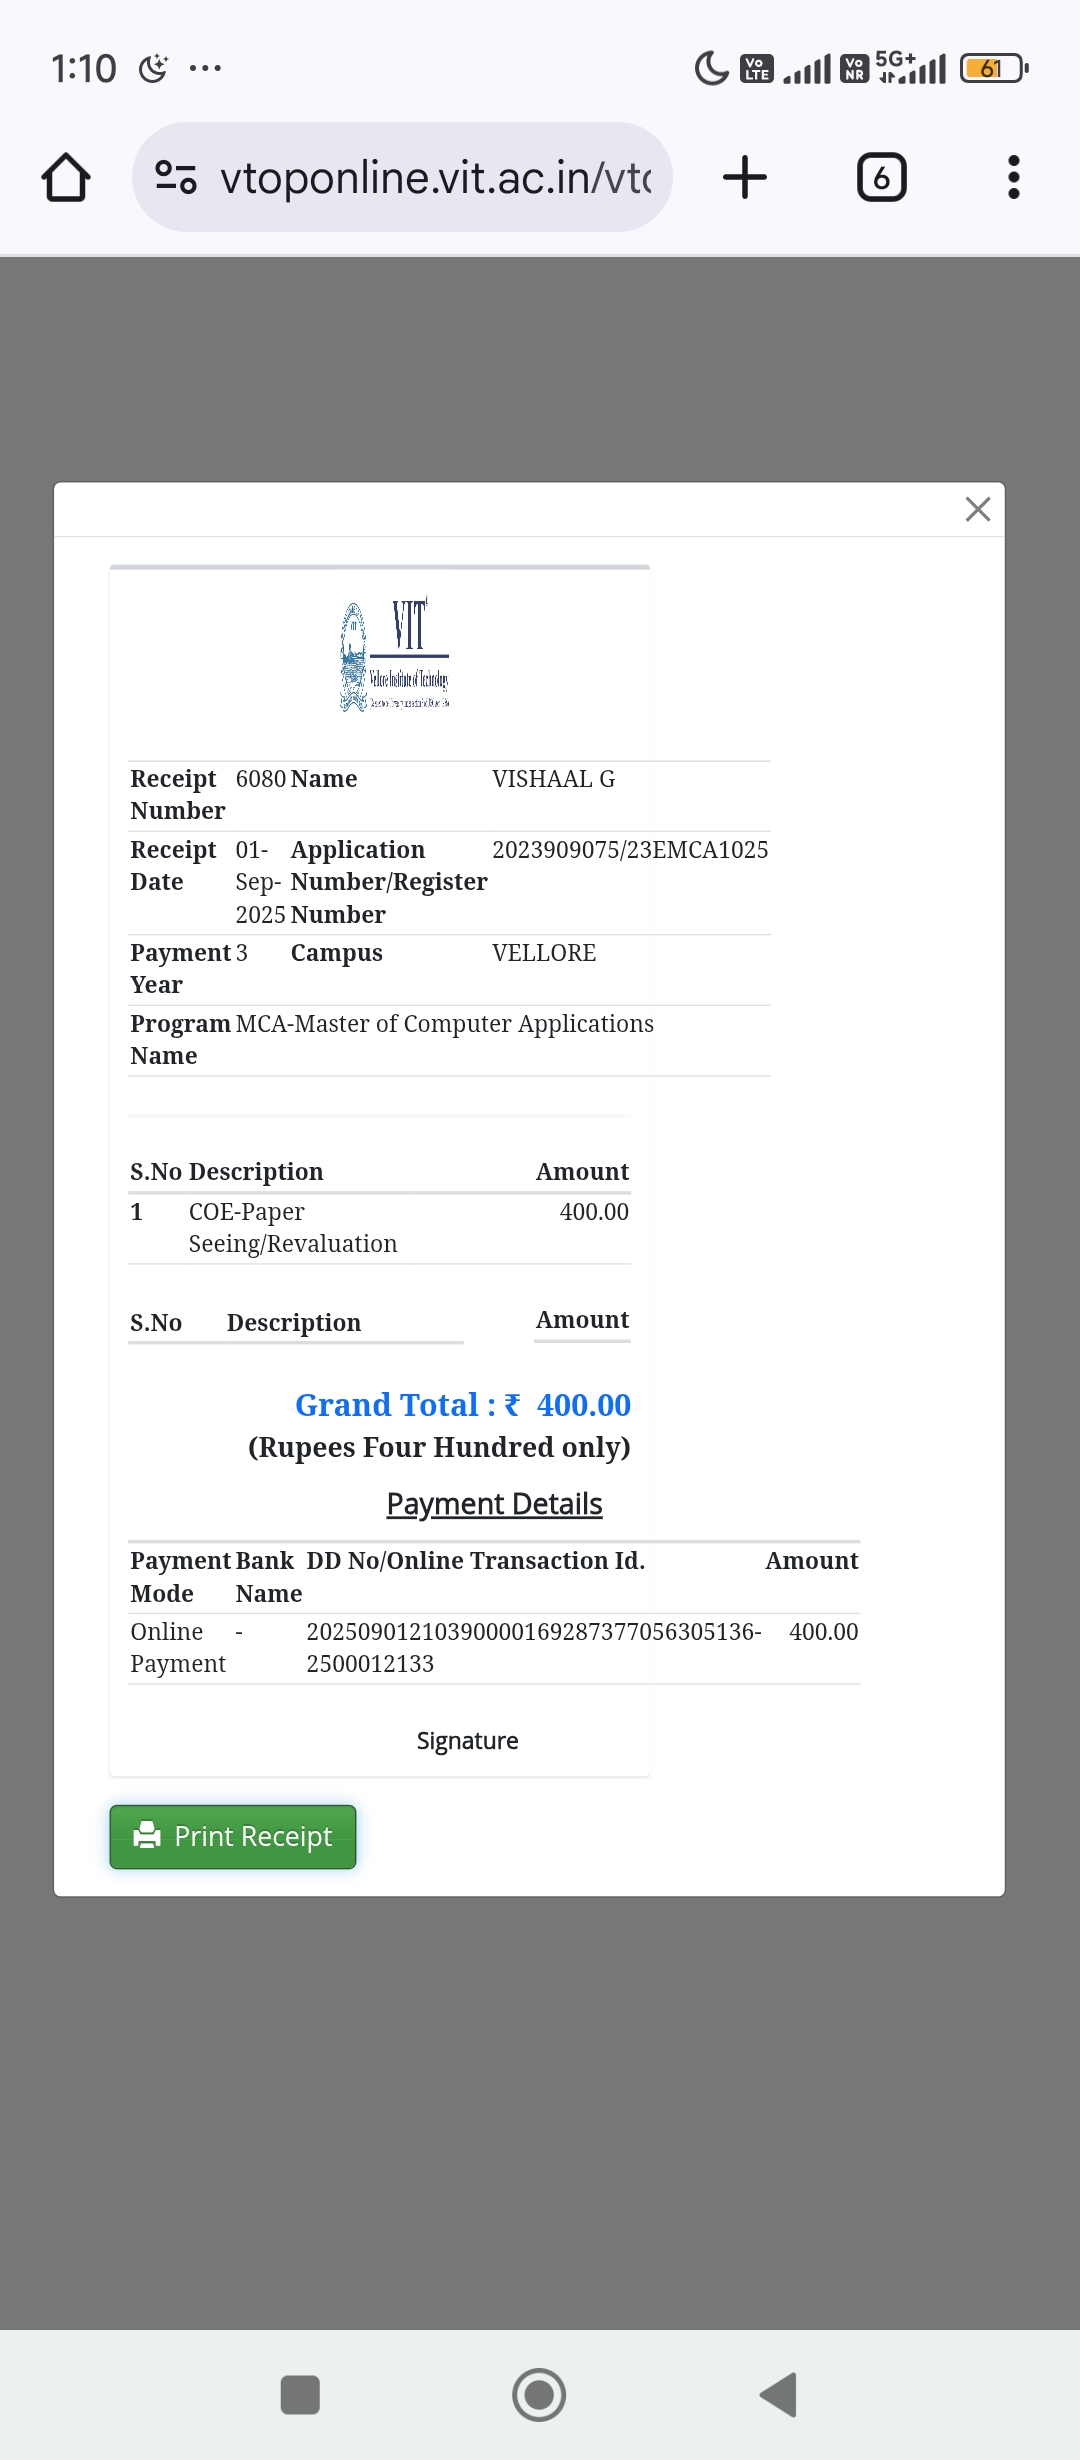 1:10
Vo LTE
Vo NR
5G+
61
vtoponline.vit.ac.in/vto
6
VIT
Vellore Institute of Technology
Receipt Number 6080 Name VISHAAL G
Receipt Date 01-Sep-2025 Application Number/Register Number 2023909075/23EMCA1025
Payment Year 3 Campus VELLORE
Program Name MCA-Master of Computer Applications
S.No Description Amount
1 COE-Paper Seeing/Revaluation 400.00
S.No Description Amount
Grand Total : ₹ 400.00
(Rupees Four Hundred only)
Payment Details
Payment Mode Bank Name DD No/Online Transaction Id. Amount
Online Payment - 20250901210390000169287377056305136-2500012133 400.00
Signature
Print Receipt